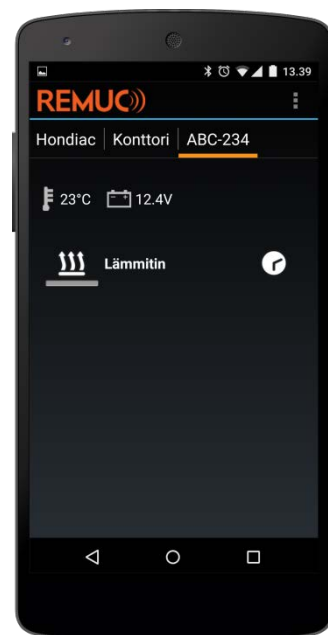 13.39
REMUC
Hondiac Konttori ABC-234
23°C 12.4V
Lämmitin